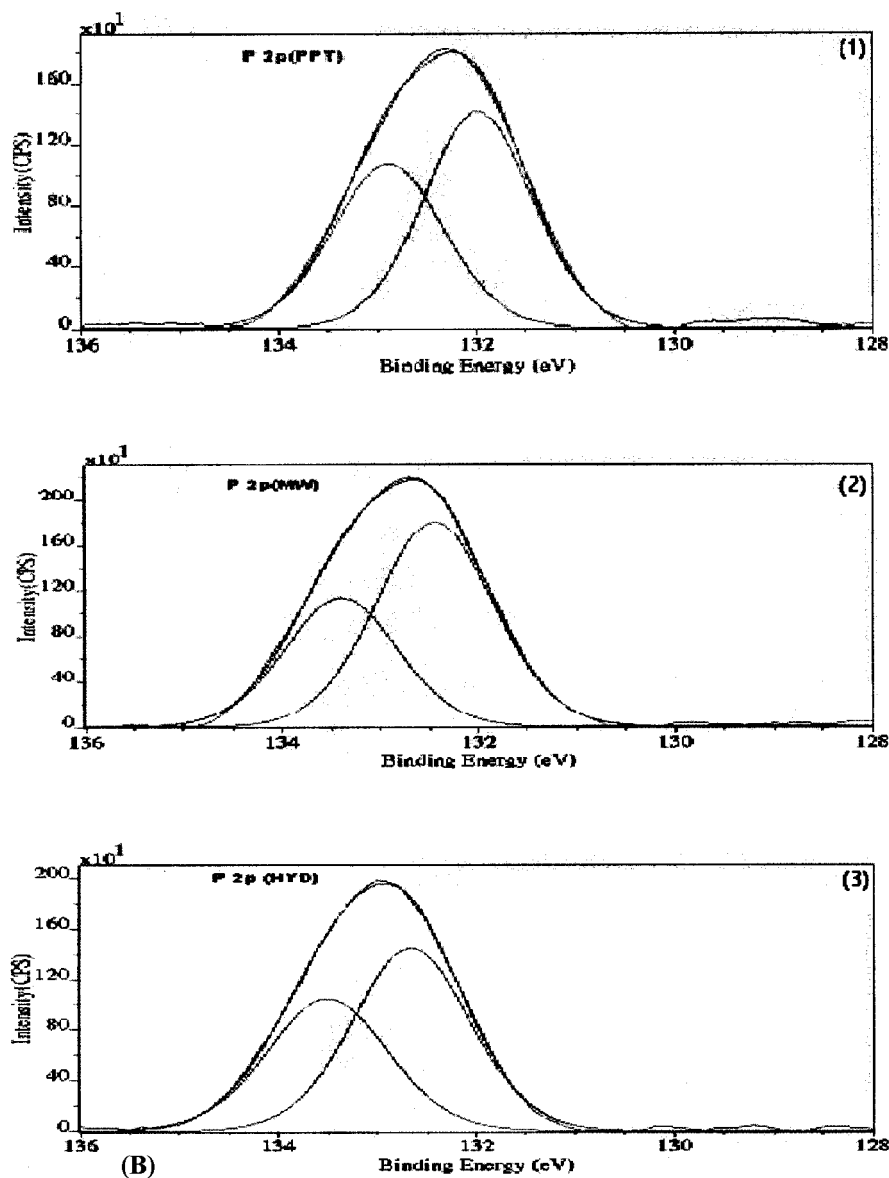 x10¹
P 2p(PPT)
(1)
160
120
80
40
0
Intensity(CPS)
136 134 132 130 128
Binding Energy (eV)
x10¹
P 2p(MW)
(2)
200
160
120
80
40
0
Intensity(CPS)
136 134 132 130 128
Binding Energy (eV)
x10¹
P 2p (HYD)
(3)
200
160
120
80
40
0
Intensity(CPS)
136 134 132 130 128
Binding Energy (eV)
(B)